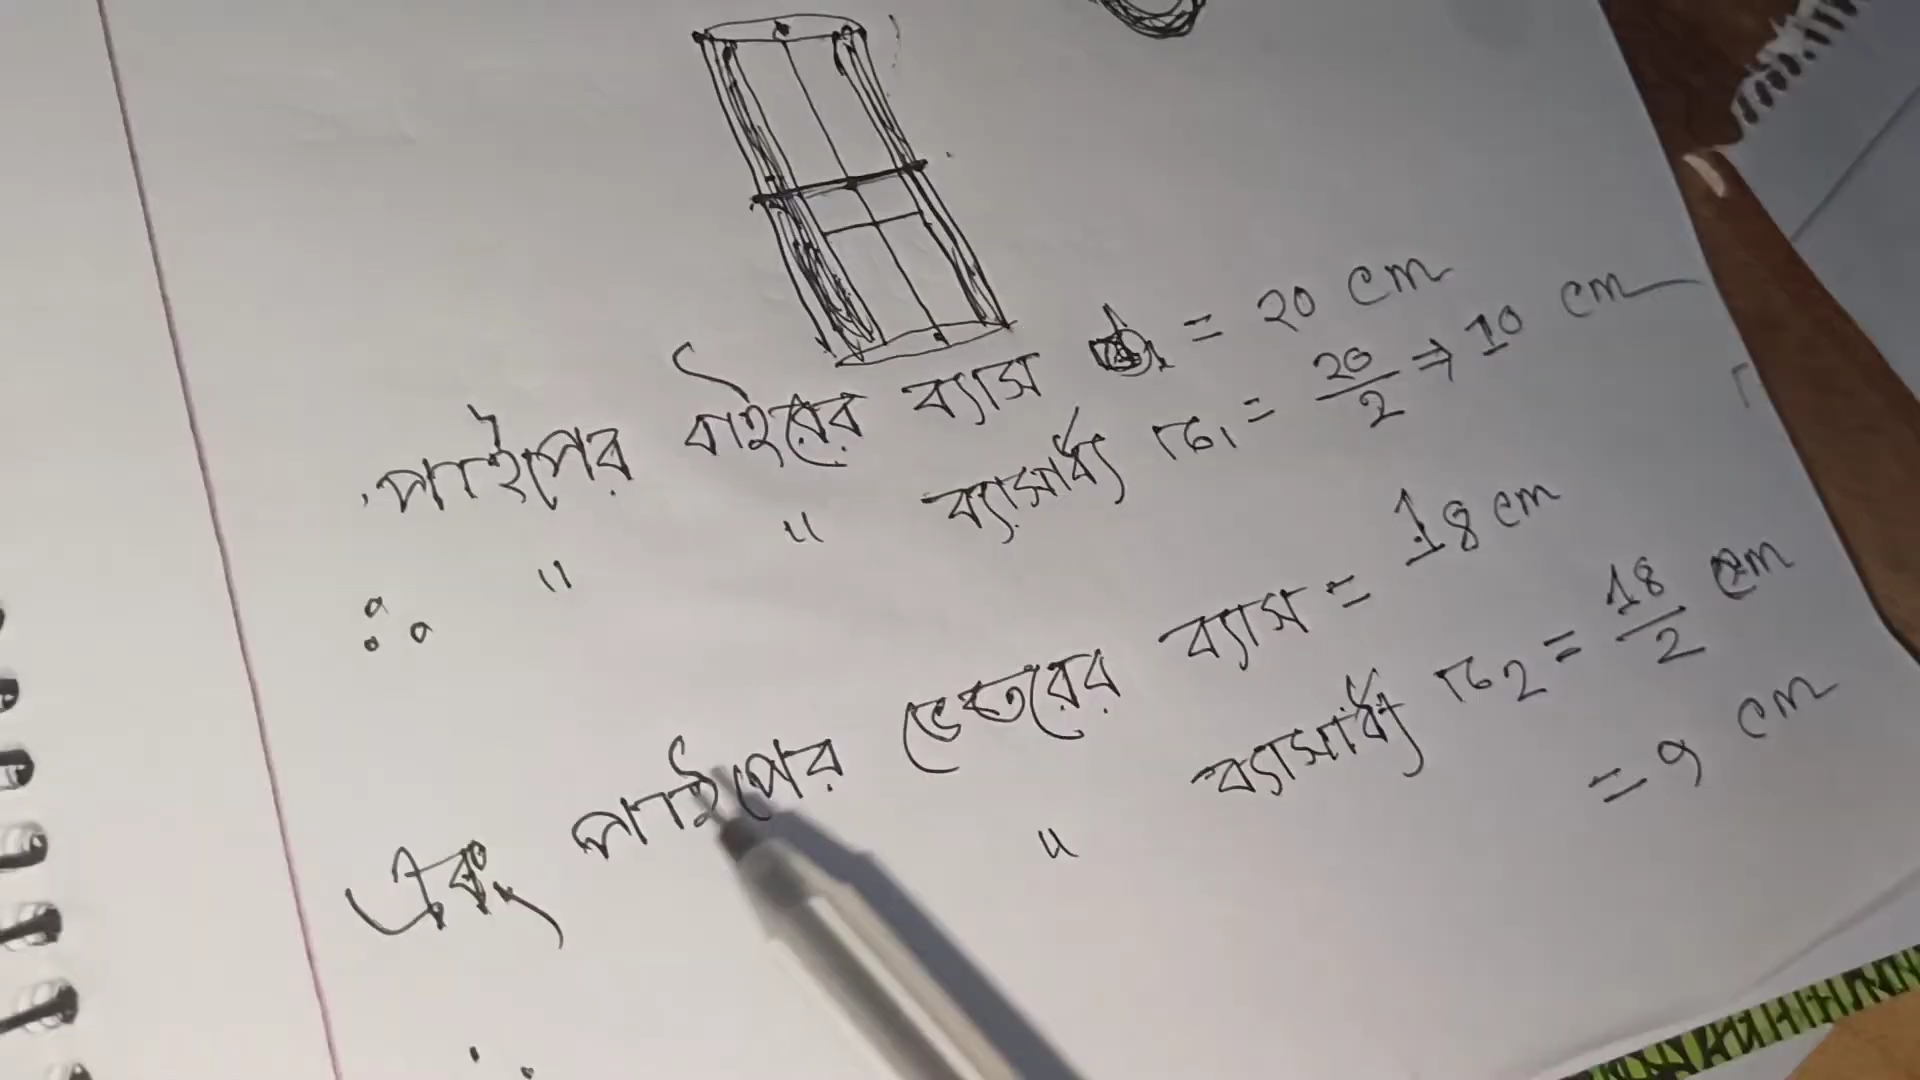 পাইপের বাইরের ব্যাস = 20 cm
∴ " " ব্যাসার্ধ্য r₁ = 20/2 ⇒ 10 cm
এবং পাইপের ভেতরের ব্যাস = 18 cm
" ব্যাসার্ধ্য r₂ = 18/2 cm
= 9 cm